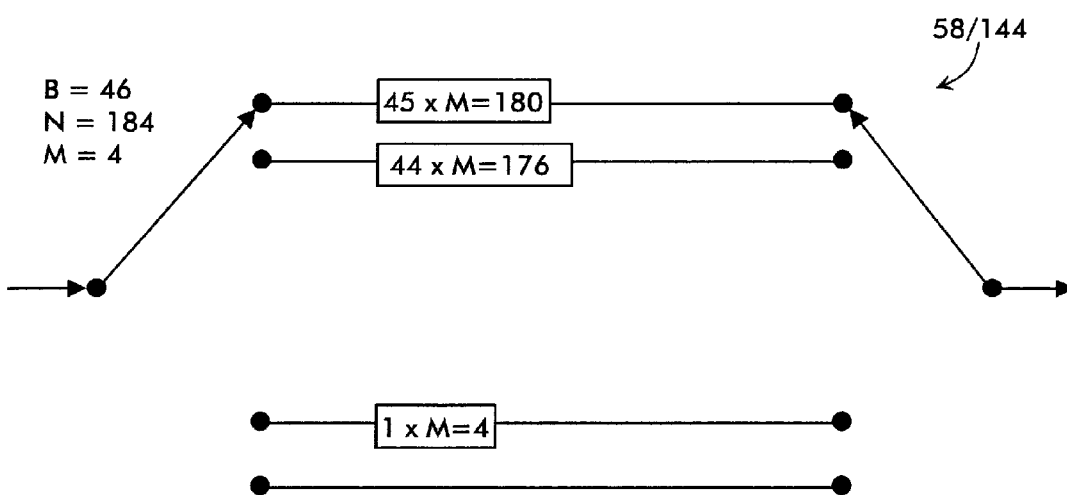 58/144
B = 46
N = 184
M = 4
45 x M=180
44 x M=176
1 x M=4